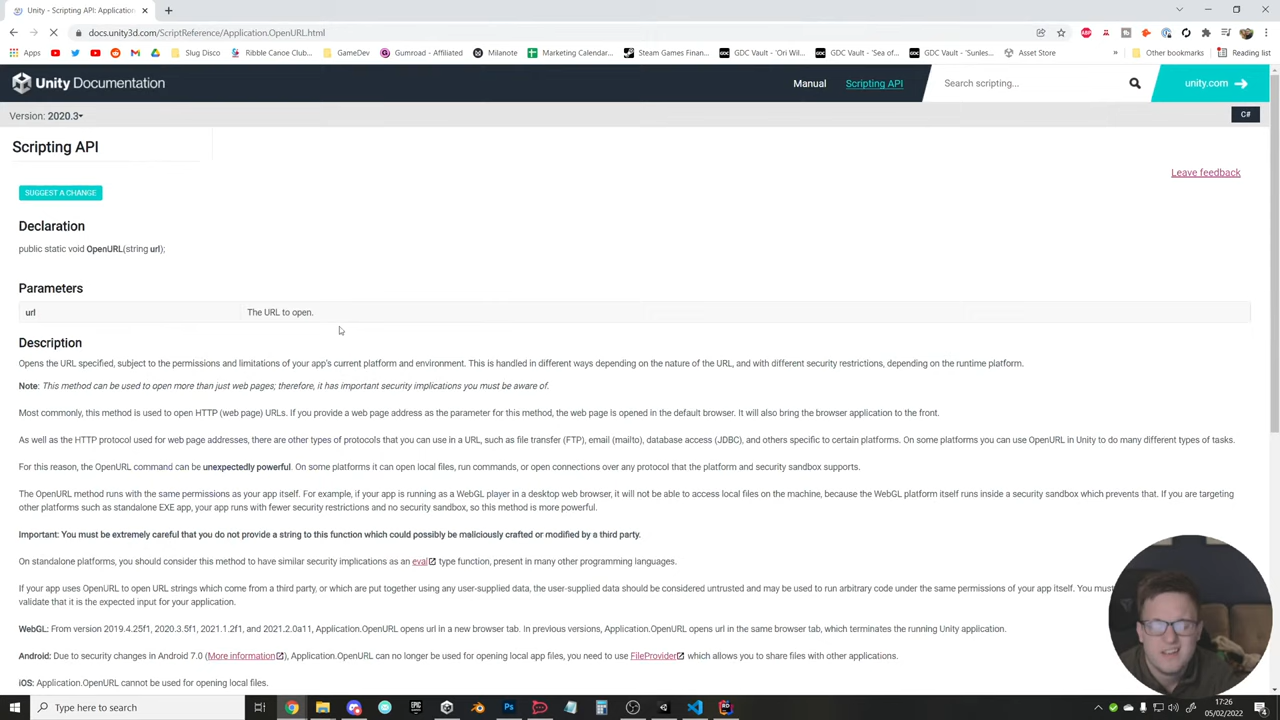 Unity - Scripting API: Application
docs.unity3d.com/ScriptReference/Application.OpenURL.html
Apps Slug Disco Ribble Canoe Club... GameDev Gumroad - Affiliated Milanote Marketing Calendar... Steam Games Finan... GDC Vault - 'Ori Wil... GDC Vault - 'Sea of... GDC Vault - 'Sunles... Asset Store » Other bookmarks Reading list
Unity Documentation Manual Scripting API Search scripting... unity.com
Version: 2020.3
C#
Scripting API
Leave feedback
SUGGEST A CHANGE
Declaration
public static void OpenURL(string url);
Parameters
url The URL to open.
Description
Opens the URL specified, subject to the permissions and limitations of your app's current platform and environment. This is handled in different ways depending on the nature of the URL, and with different security restrictions, depending on the runtime platform.
Note: This method can be used to open more than just web pages; therefore, it has important security implications you must be aware of.
Most commonly, this method is used to open HTTP (web page) URLs. If you provide a web page address as the parameter for this method, the web page is opened in the default browser. It will also bring the browser application to the front.
As well as the HTTP protocol used for web page addresses, there are other types of protocols that you can use in a URL, such as file transfer (FTP), email (mailto), database access (JDBC), and others specific to certain platforms. On some platforms you can use OpenURL in Unity to do many different types of tasks.
For this reason, the OpenURL command can be unexpectedly powerful. On some platforms it can open local files, run commands, or open connections over any protocol that the platform and security sandbox supports.
The OpenURL method runs with the same permissions as your app itself. For example, if your app is running as a WebGL player in a desktop web browser, it will not be able to access local files on the machine, because the WebGL platform itself runs inside a security sandbox which prevents that. If you are targeting
other platforms such as standalone EXE app, your app runs with fewer security restrictions and no security sandbox, so this method is more powerful.
Important: You must be extremely careful that you do not provide a string to this function which could possibly be maliciously crafted or modified by a third party.
On standalone platforms, you should consider this method to have similar security implications as an eval type function, present in many other programming languages.
If your app uses OpenURL to open URL strings which come from a third party, or which are put together using any user-supplied data, the user-supplied data should be considered untrusted and may be used to run arbitrary code under the same permissions of your app itself. You must
validate that it is the expected input for your application.
WebGL: From version 2019.4.25f1, 2020.3.5f1, 2021.1.2f1, and 2021.2.0a11, Application.OpenURL opens url in a new browser tab. In previous versions, Application.OpenURL opens url in the same browser tab, which terminates the running Unity application.
Android: Due to security changes in Android 7.0 (More information), Application.OpenURL can no longer be used for opening local app files, you need to use FileProvider which allows you to share files with other applications.
iOS: Application.OpenURL cannot be used for opening local files.
Type here to search
17:26
05/02/2022